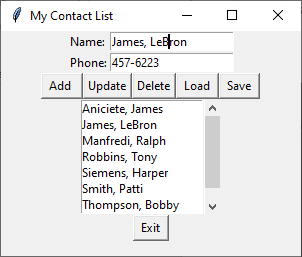 My Contact List
Name: James, LeBron
Phone: 457-6223
Add Update Delete Load Save
Aniciete, James
James, LeBron
Manfredi, Ralph
Robbins, Tony
Siemens, Harper
Smith, Patti
Thompson, Bobby
Exit